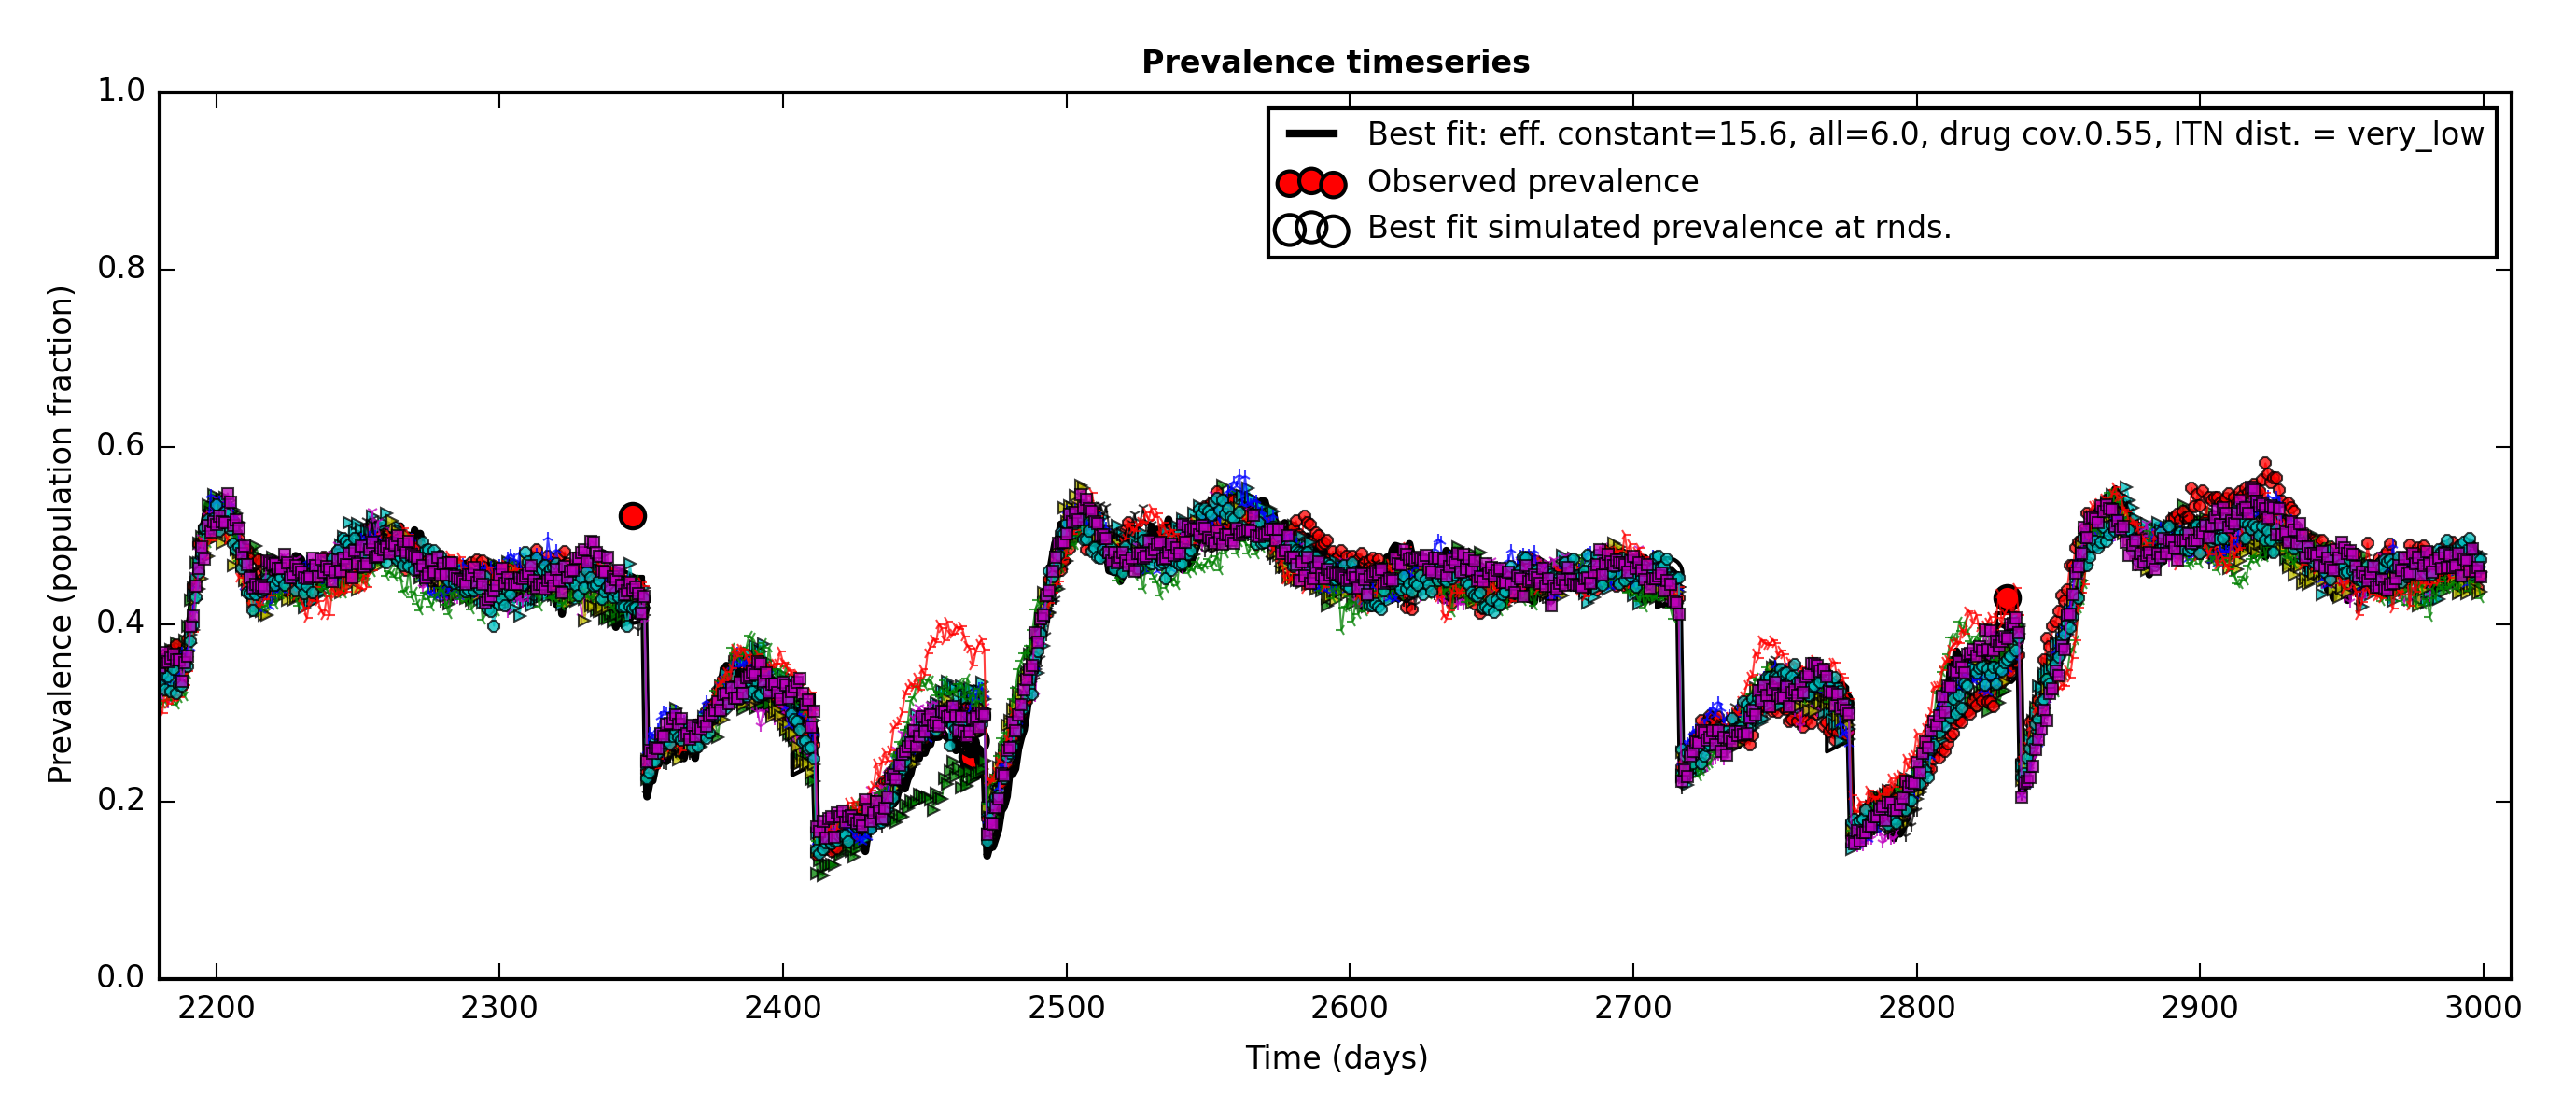 Prevalence timeseries
1.0
0.8
0.6
0.4
0.2
0.0
Prevalence (population fraction)
Best fit: eff. constant=15.6, all=6.0, drug cov.0.55, ITN dist. = very_low
Observed prevalence
Best fit simulated prevalence at rnds.
2200 2300 2400 2500 2600 2700 2800 2900 3000
Time (days)